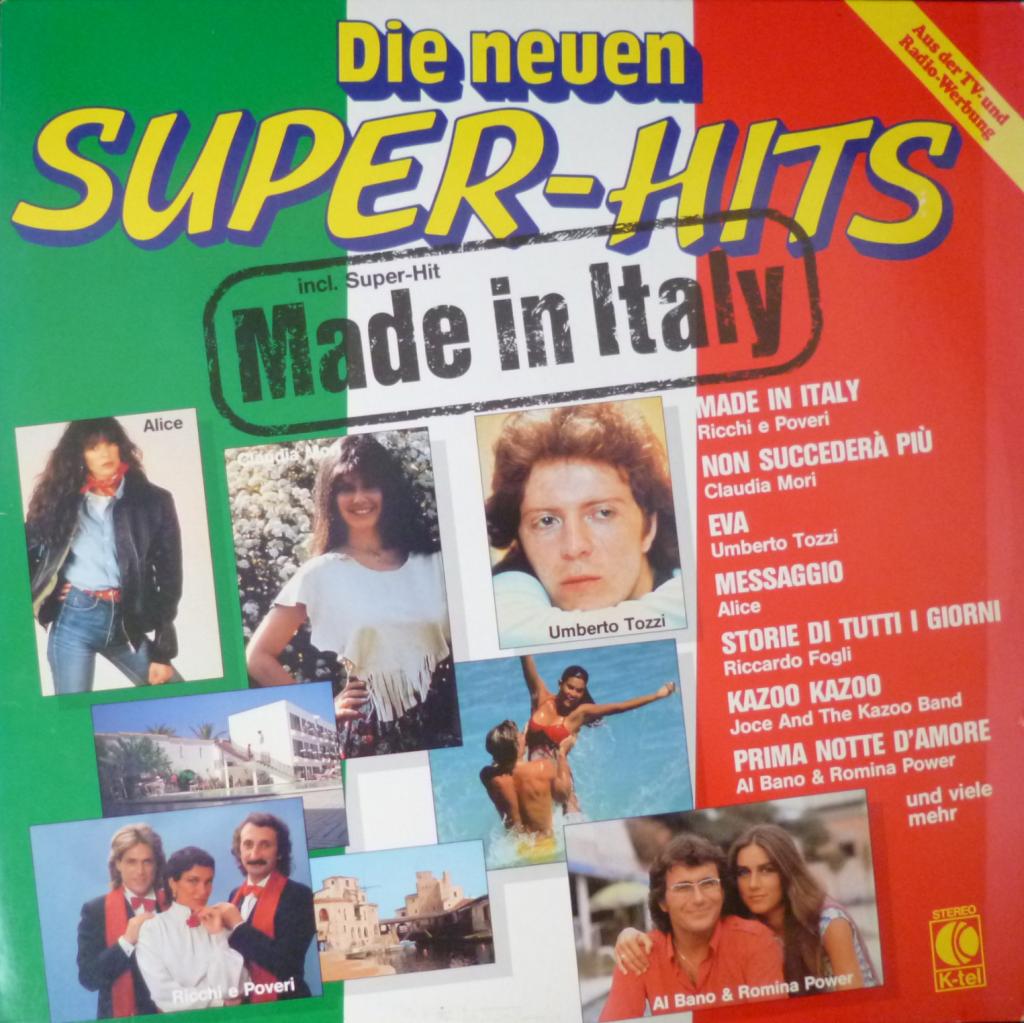 Die neuen
SUPER-HITS
Aus der TV- und
Radio-Werbung
incl. Super-Hit
Made in Italy
MADE IN ITALY
Ricchi e Poveri
NON SUCCEDERÀ PIÙ
Claudia Mori
EVA
Umberto Tozzi
MESSAGGIO
Alice
STORIE DI TUTTI I GIORNI
Riccardo Fogli
KAZOO KAZOO
Joce And The Kazoo Band
PRIMA NOTTE D'AMORE
Al Bano & Romina Power
und viele
mehr
Alice
Claudia Mori
Umberto Tozzi
Ricchi e Poveri
Al Bano & Romina Power
STEREO
K-tel